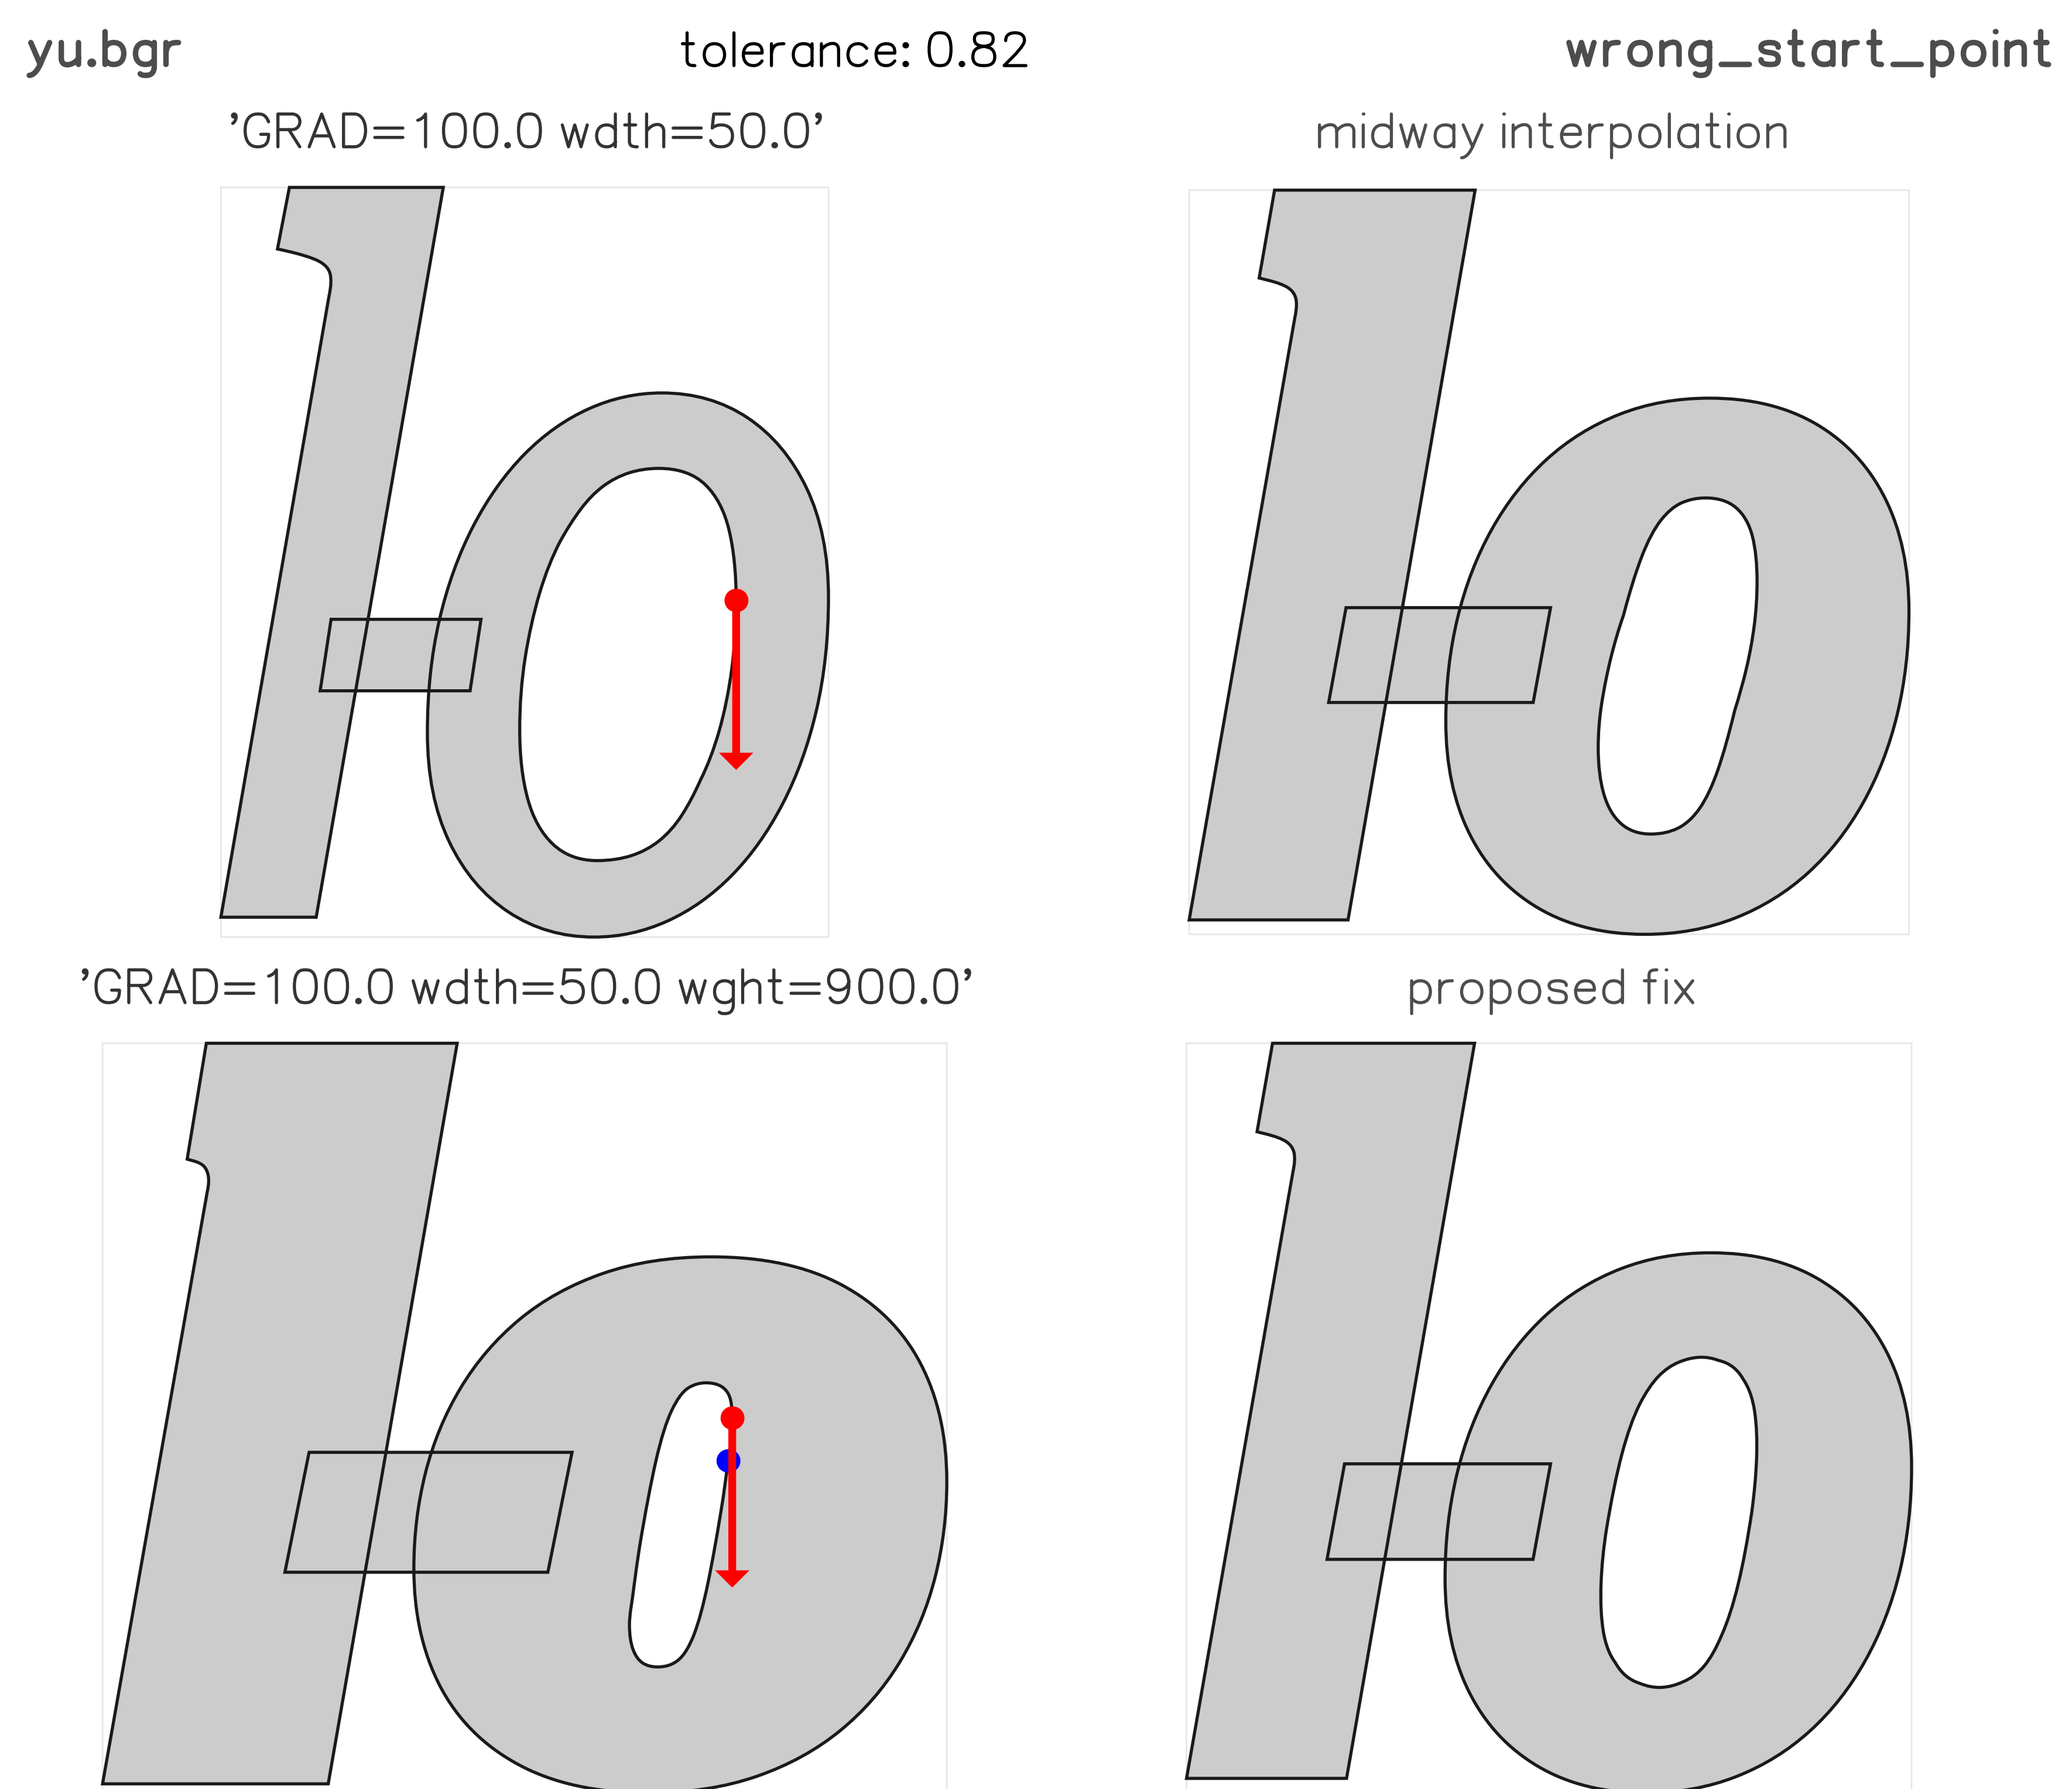 yu.bgr tolerance: 0.82 wrong_start_point
'GRAD=100.0 wdth=50.0' midway interpolation
'GRAD=100.0 wdth=50.0 wght=900.0' proposed fix